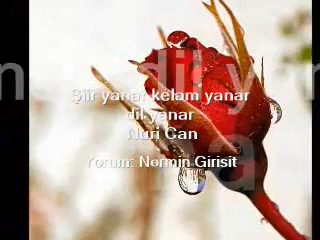 Şiir yanar kelam yanar
dil yanar
Nuri Can
Yorum: Nermin Girisit